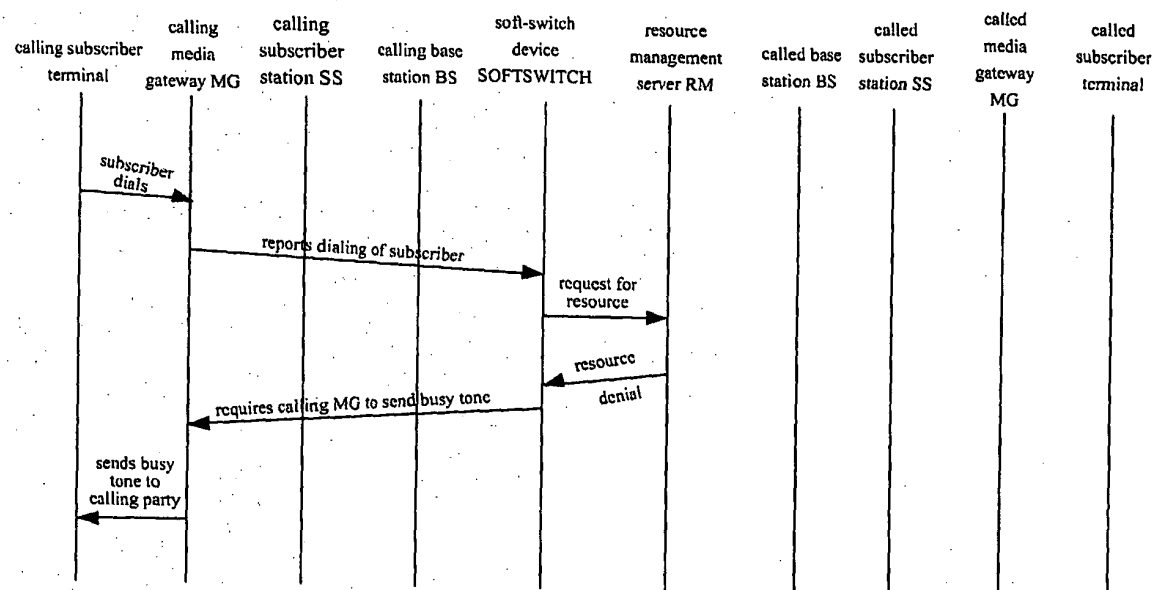 calling subscriber
terminal
calling
media
gateway MG
calling
subscriber
station SS
calling base
station BS
soft-switch
device
SOFTSWITCH
resource
management
server RM
called base
station BS
called
subscriber
station SS
called
media
gateway
MG
called
subscriber
terminal
subscriber
dials
reports dialing of subscriber
request for
resource
resource
denial
requires calling MG to send busy tone
sends busy
tone to
calling party